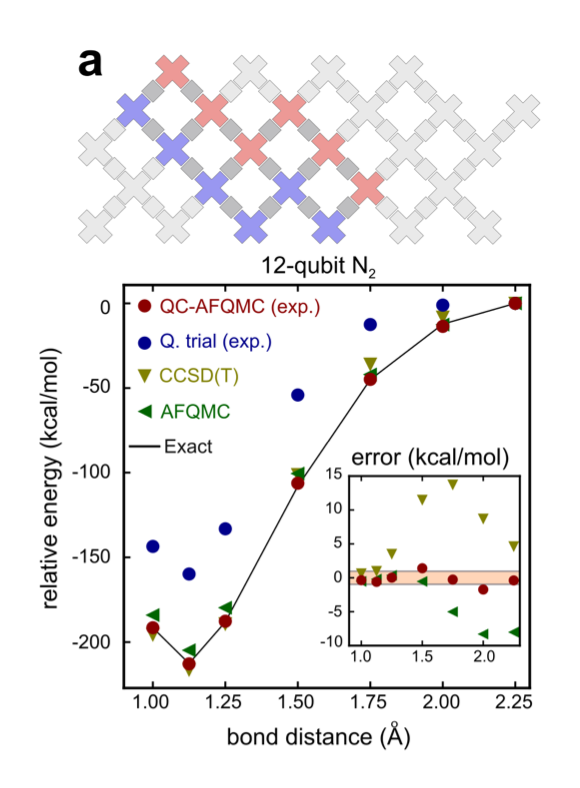 a
12-qubit N₂
QC-AFQMC (exp.)
Q. trial (exp.)
CCSD(T)
AFQMC
Exact
relative energy (kcal/mol)
0
-50
-100
-150
-200
1.00 1.25 1.50 1.75 2.00 2.25
bond distance (Å)
error (kcal/mol)
15
10
5
0
-5
-10
1.0 1.5 2.0